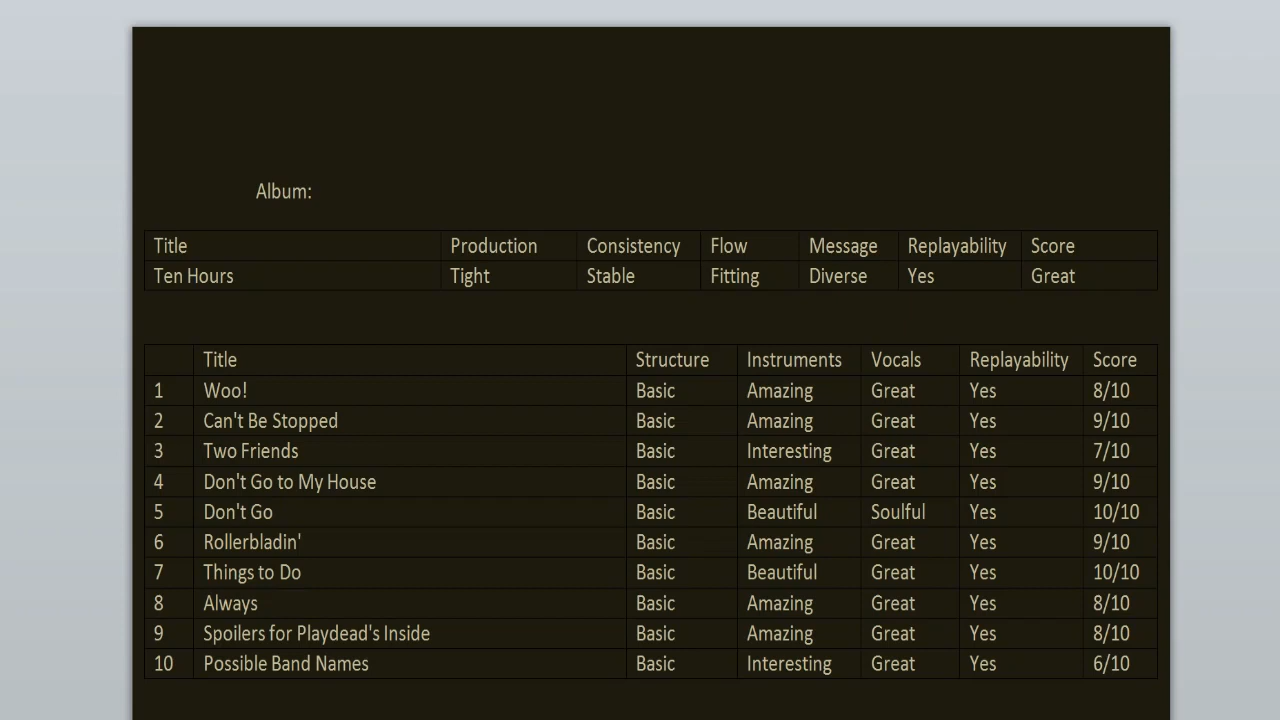 Album:
Title Production Consistency Flow Message Replayability Score
Ten Hours Tight Stable Fitting Diverse Yes Great
Title Structure Instruments Vocals Replayability Score
1 Woo! Basic Amazing Great Yes 8/10
2 Can't Be Stopped Basic Amazing Great Yes 9/10
3 Two Friends Basic Interesting Great Yes 7/10
4 Don't Go to My House Basic Amazing Great Yes 9/10
5 Don't Go Basic Beautiful Soulful Yes 10/10
6 Rollerbladin' Basic Amazing Great Yes 9/10
7 Things to Do Basic Beautiful Great Yes 10/10
8 Always Basic Amazing Great Yes 8/10
9 Spoilers for Playdead's Inside Basic Amazing Great Yes 8/10
10 Possible Band Names Basic Interesting Great Yes 6/10